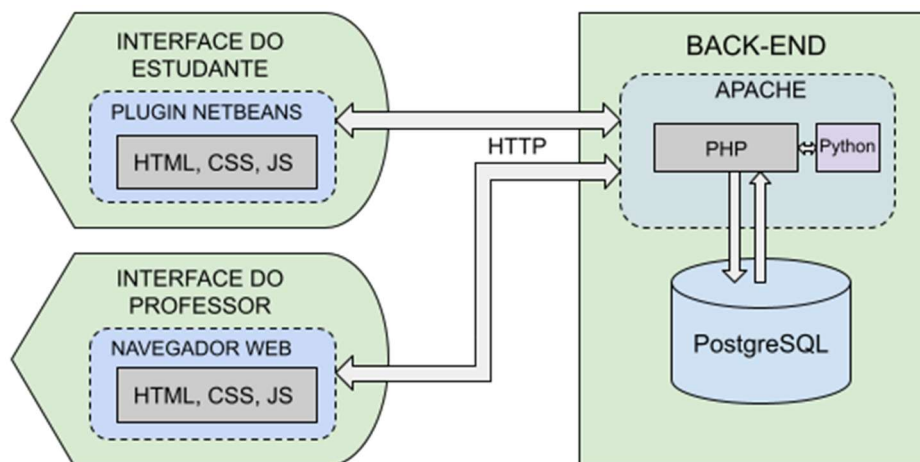 INTERFACE DO
ESTUDANTE
PLUGIN NETBEANS
HTML, CSS, JS
HTTP
INTERFACE DO
PROFESSOR
NAVEGADOR WEB
HTML, CSS, JS
BACK-END
APACHE
PHP
Python
PostgreSQL